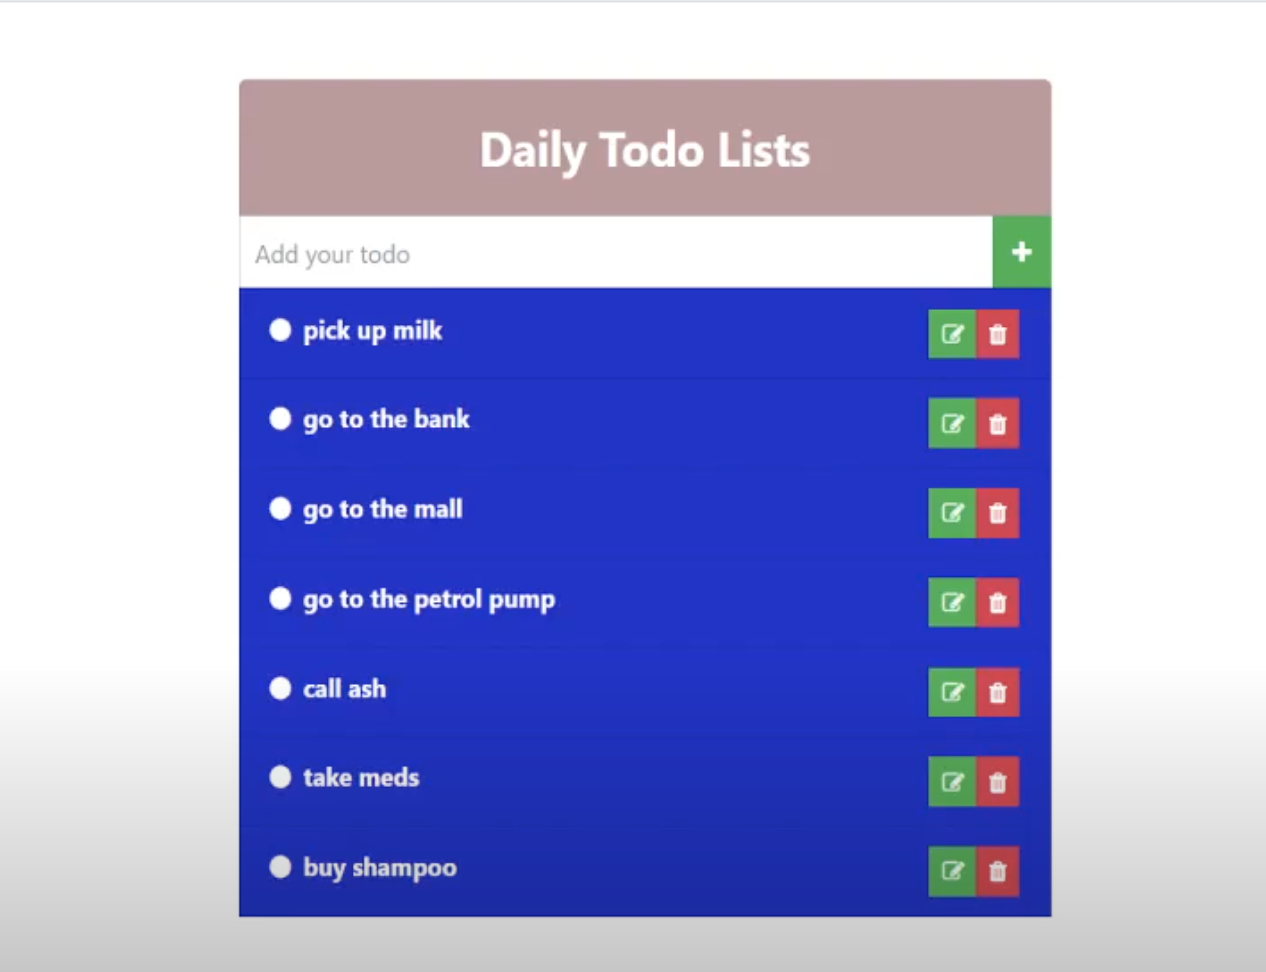 Daily Todo Lists
Add your todo
pick up milk
go to the bank
go to the mall
go to the petrol pump
call ash
take meds
buy shampoo